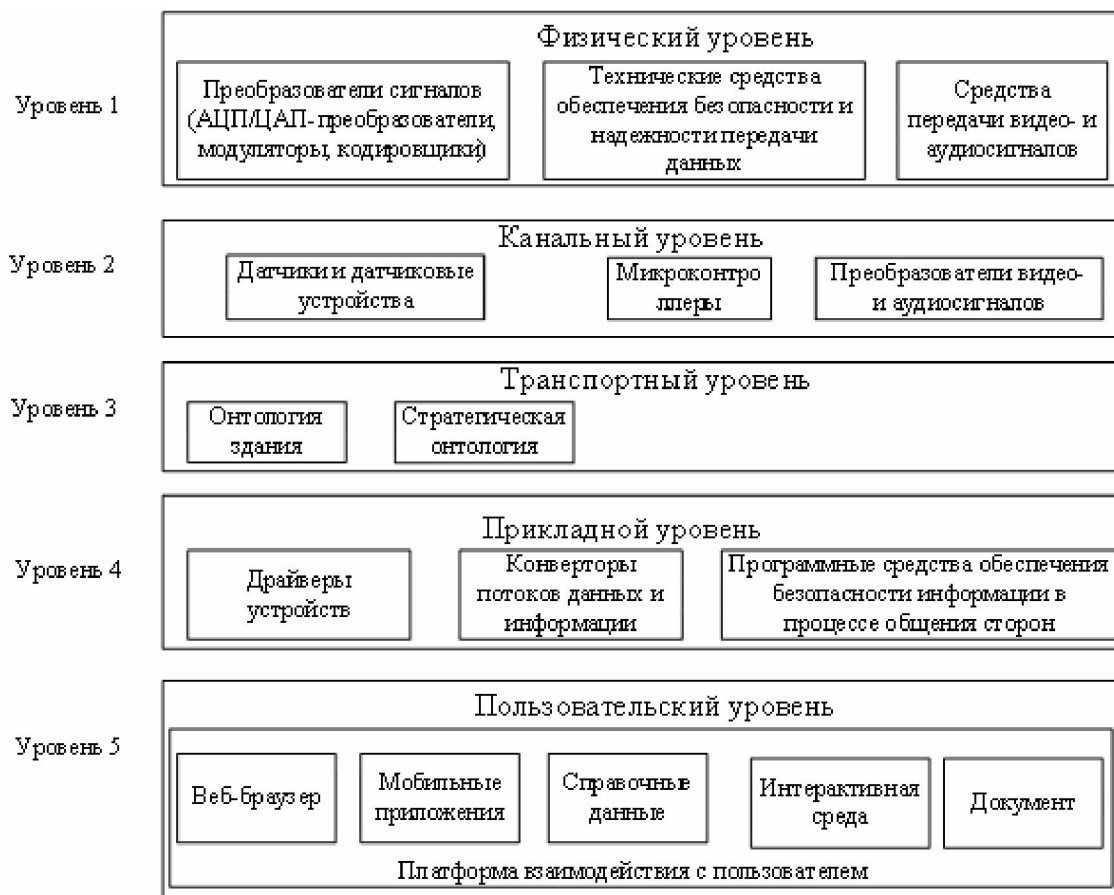 Физический уровень
Уровень 1
Преобразователи сигналов
(АЦП/ЦАП- преобразователи,
модуляторы, кодировщики)
Технические средства
обеспечения безопасности и
надежности передачи
данных
Средства
передачи видео- и
аудиосигналов
Канальный уровень
Уровень 2
Датчики и датчиковые
устройства
Микроконтро
ллеры
Преобразователи видео-
и аудиосигналов
Транспортный уровень
Уровень 3
Онтология
здания
Стратегическая
онтология
Прикладной уровень
Уровень 4
Драйверы
устройств
Конверторы
потоков данных и
информации
Программные средства обеспечения
безопасности информации в
процессе общения сторон
Пользовательский уровень
Уровень 5
Веб-браузер
Мобильные
приложения
Справочные
данные
Интерактивная
среда
Документ
Платформа взаимодействия с пользователем